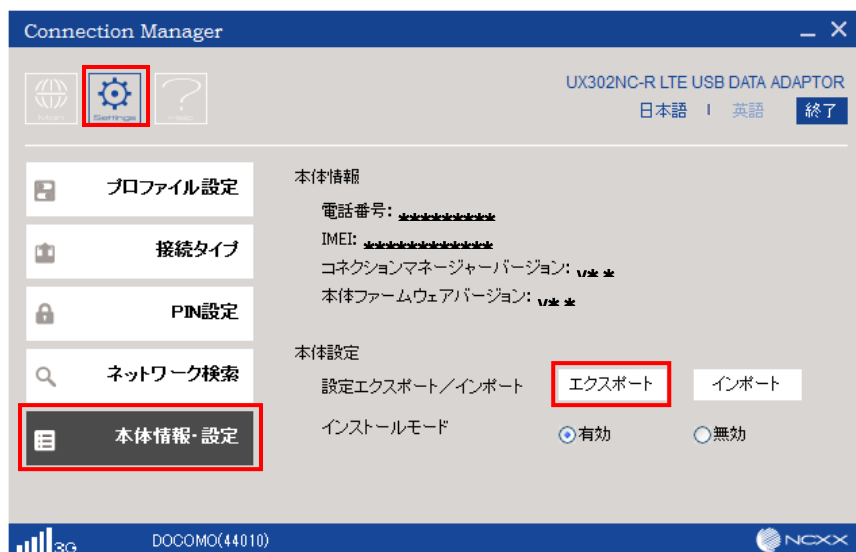 Connection Manager
Main
Settings
Help
UX302NC-R LTE USB DATA ADAPTOR
日本語 | 英語 終了
プロファイル設定
接続タイプ
PIN設定
ネットワーク検索
本体情報・設定
本体情報
電話番号: **********
IMEI: *************
コネクションマネージャーバージョン: v* *
本体ファームウェアバージョン: v* *
本体設定
設定エクスポート/インポート エクスポート インポート
インストールモード 有効 無効
3G DOCOMO(44010) NCXX